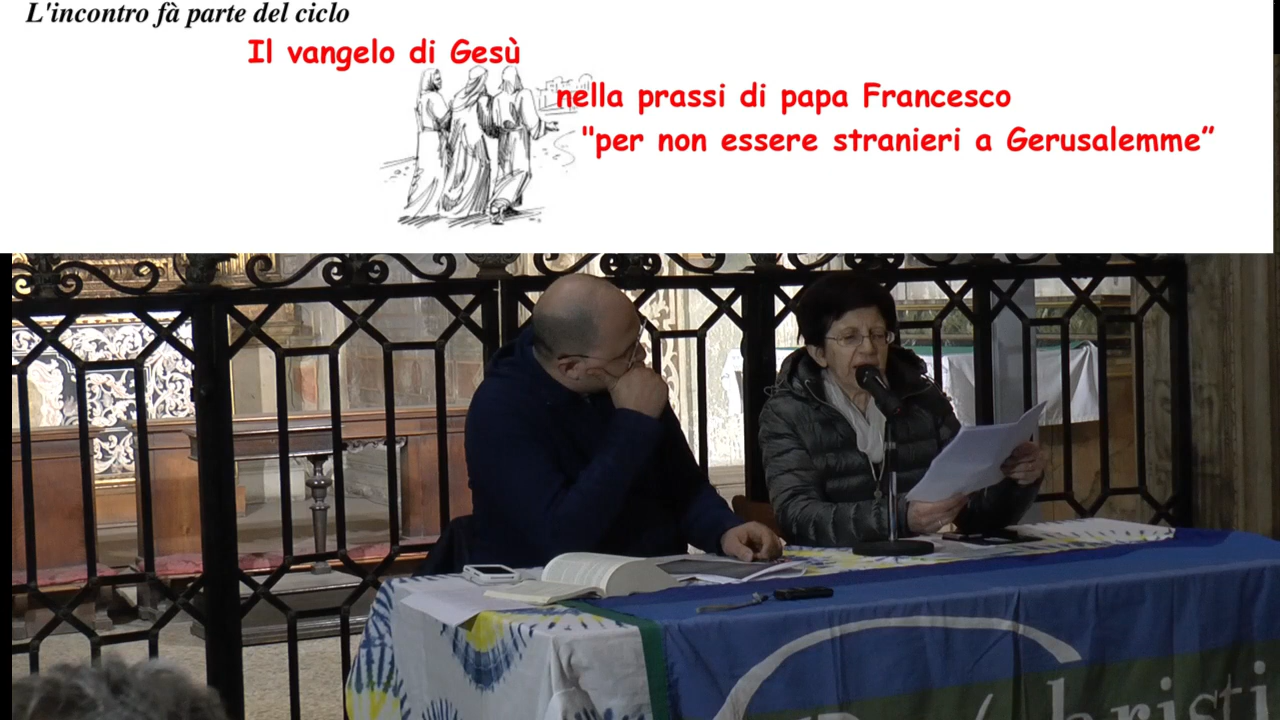 L'incontro fà parte del ciclo
Il vangelo di Gesù
nella prassi di papa Francesco
"per non essere stranieri a Gerusalemme”
christi